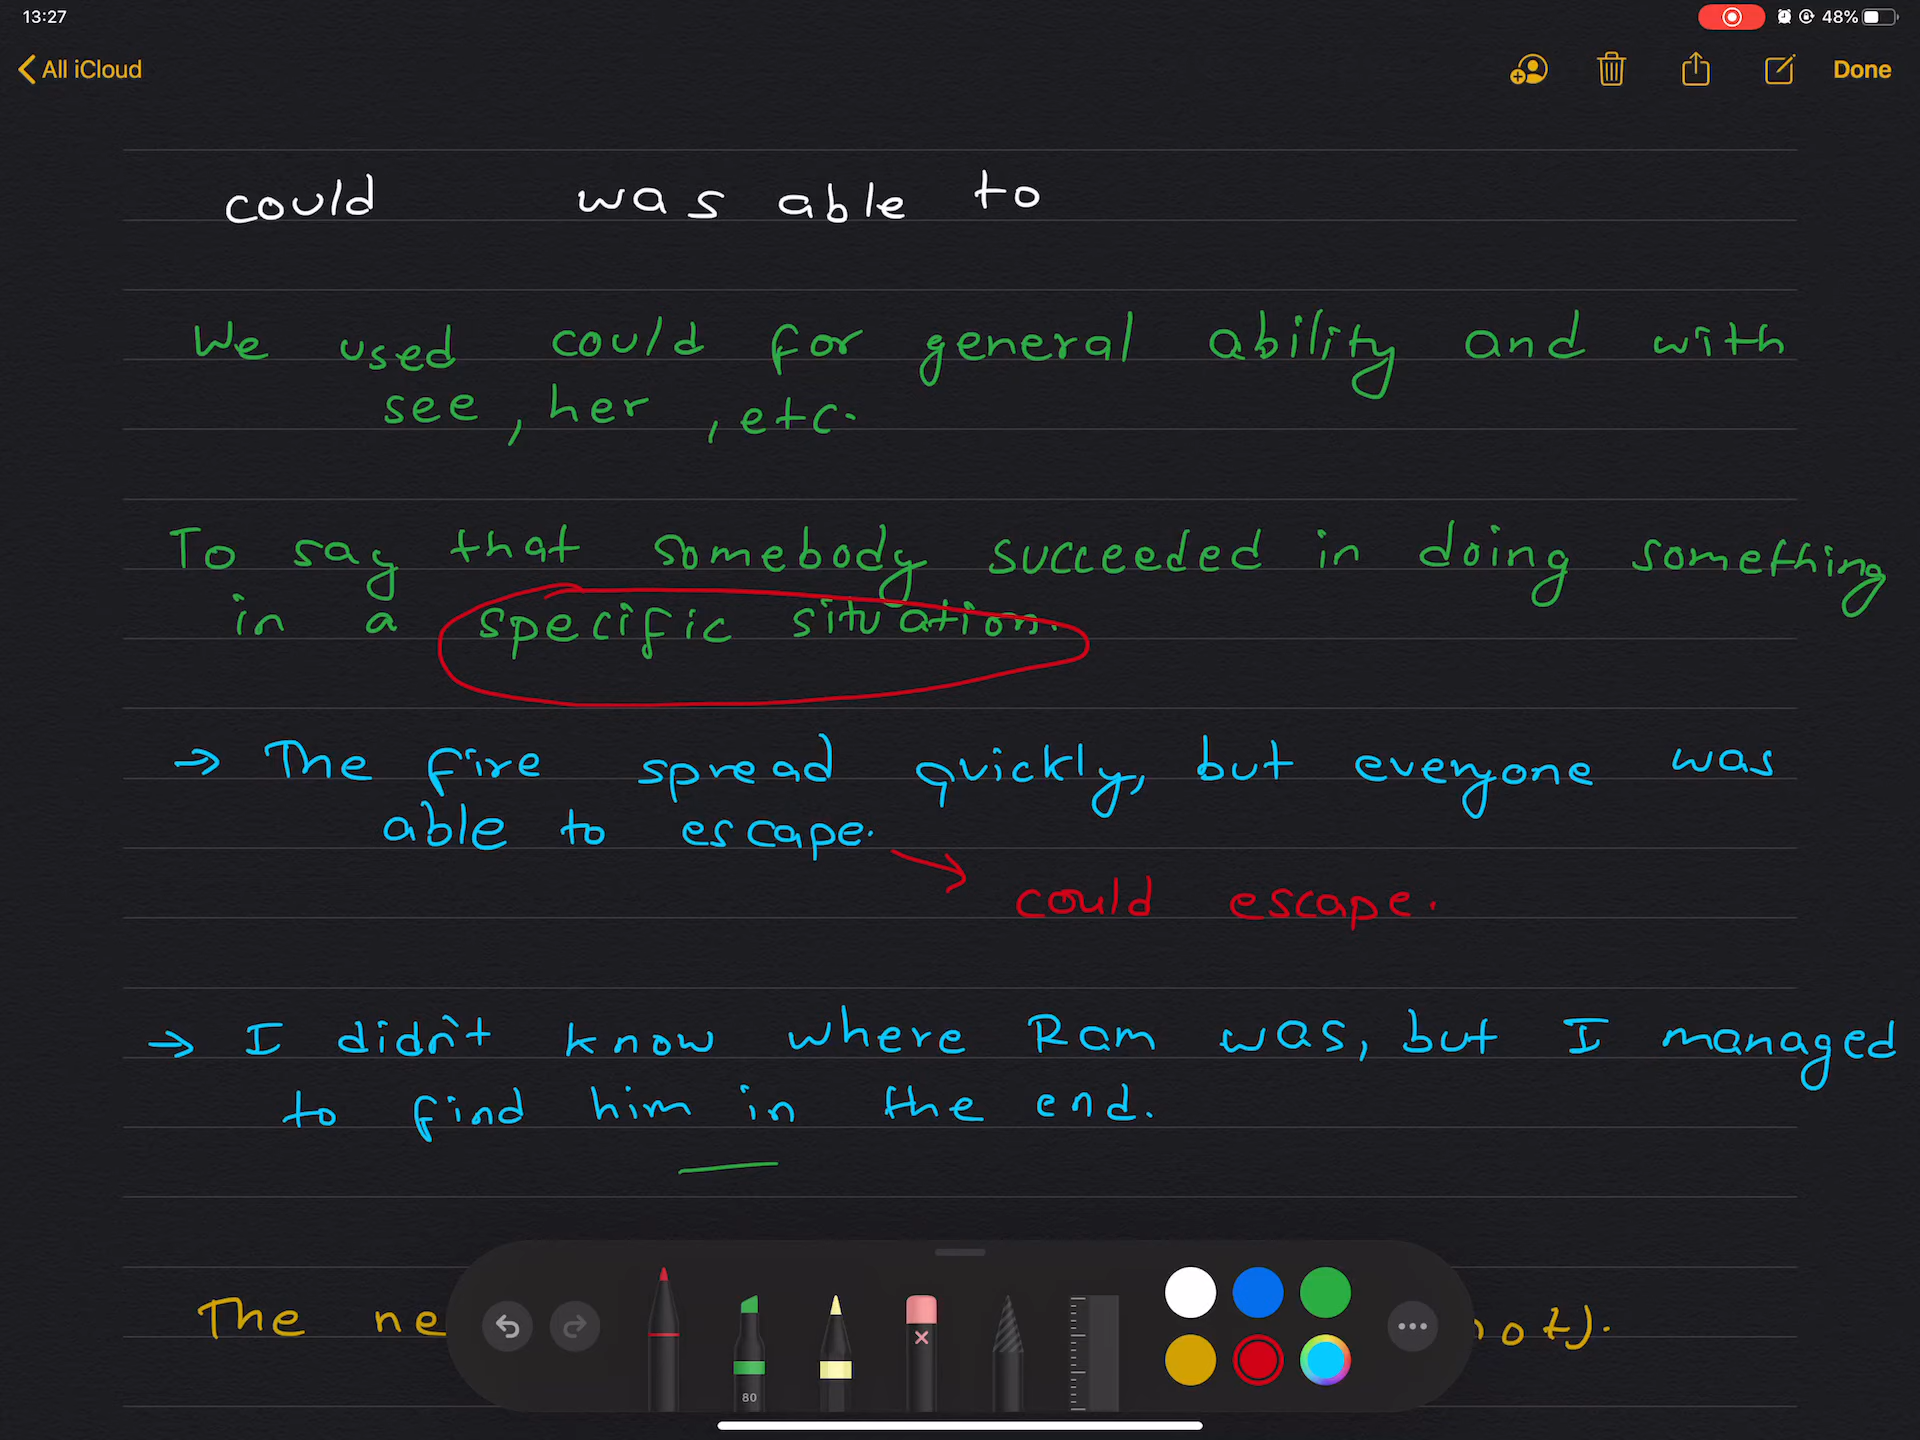 13:27
48%
All iCloud
Done
could was able to
We used could for general ability and with
see, her, etc.
To say that somebody succeeded in doing something
in a specific situation.
→ The fire spread quickly, but everyone was
able to escape.
could escape.
→ I didn't know where Ram was, but I managed
to find him in the end.
The ne
not).
80